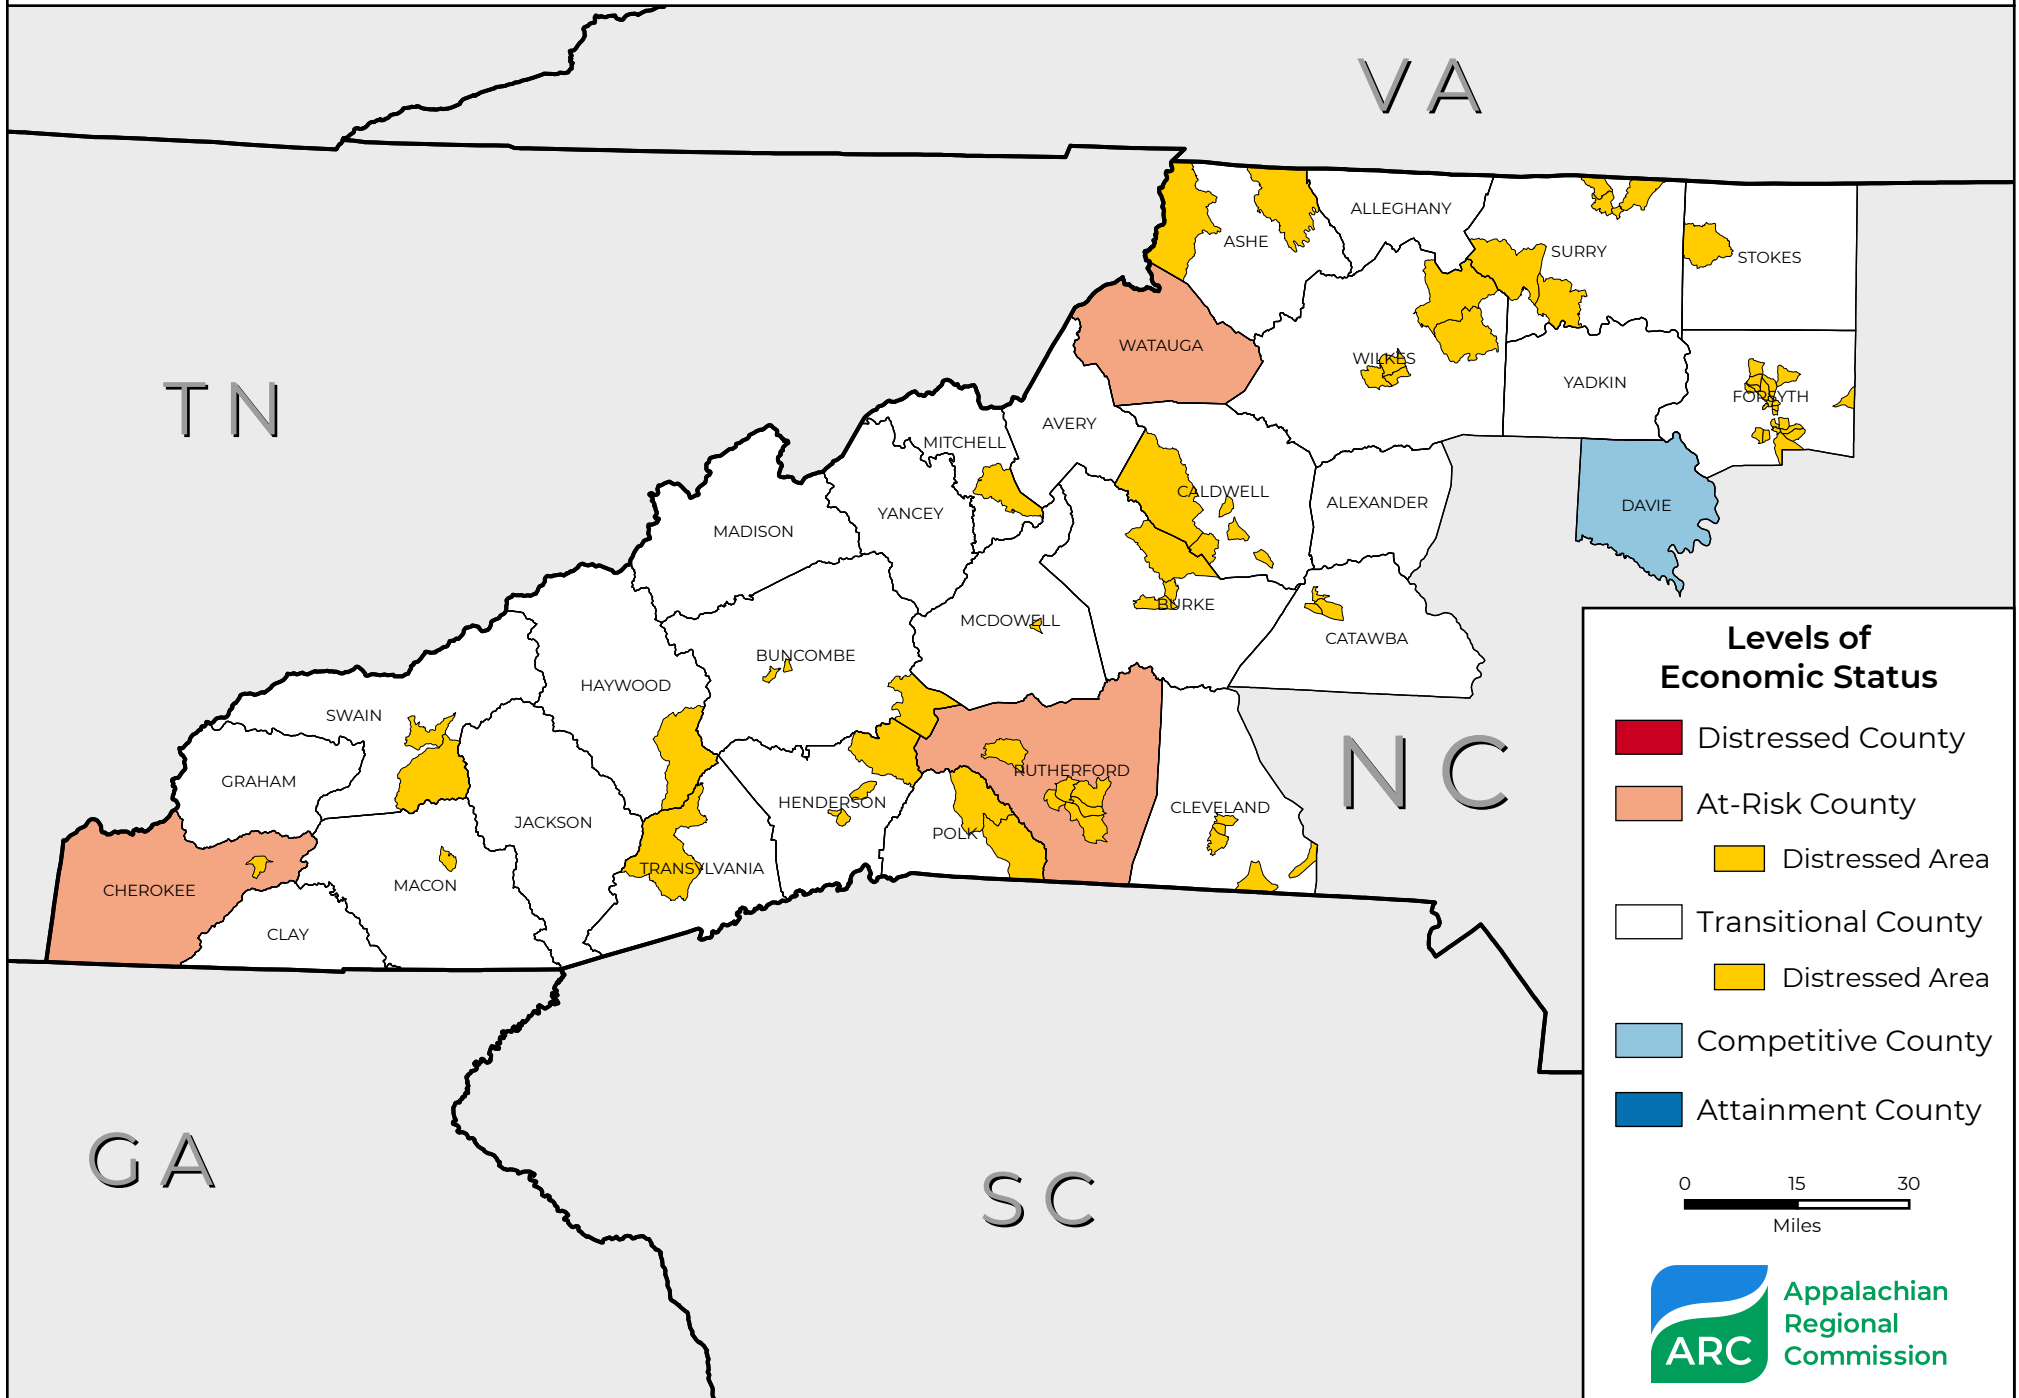 VA
ALLEGHANY
ASHE
SURRY
STOKES
WATAUGA
WILKES
YADKIN
FORSYTH
TN
AVERY
MITCHELL
CALDWELL
ALEXANDER
DAVIE
YANCEY
MADISON
BURKE
MCDOWELL
CATAWBA
BUNCOMBE
HAYWOOD
SWAIN
NC
GRAHAM
RUTHERFORD
HENDERSON
CLEVELAND
JACKSON
POLK
TRANSYLVANIA
MACON
CHEROKEE
CLAY
GA
SC
Levels of
Economic Status
Distressed County
At-Risk County
Distressed Area
Transitional County
Distressed Area
Competitive County
Attainment County
0 15 30
Miles
ARC
Appalachian
Regional
Commission